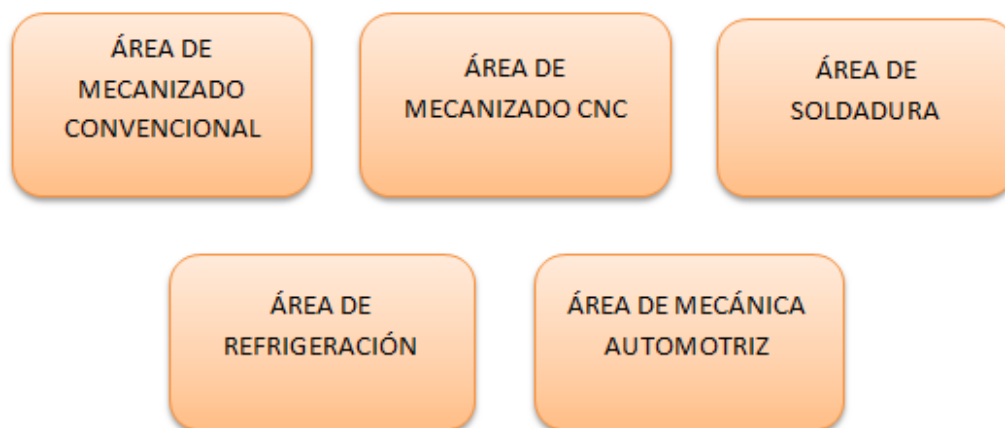 ÁREA DE
MECANIZADO
CONVENCIONAL
ÁREA DE
MECANIZADO CNC
ÁREA DE
SOLDADURA
ÁREA DE
REFRIGERACIÓN
ÁREA DE MECÁNICA
AUTOMOTRIZ